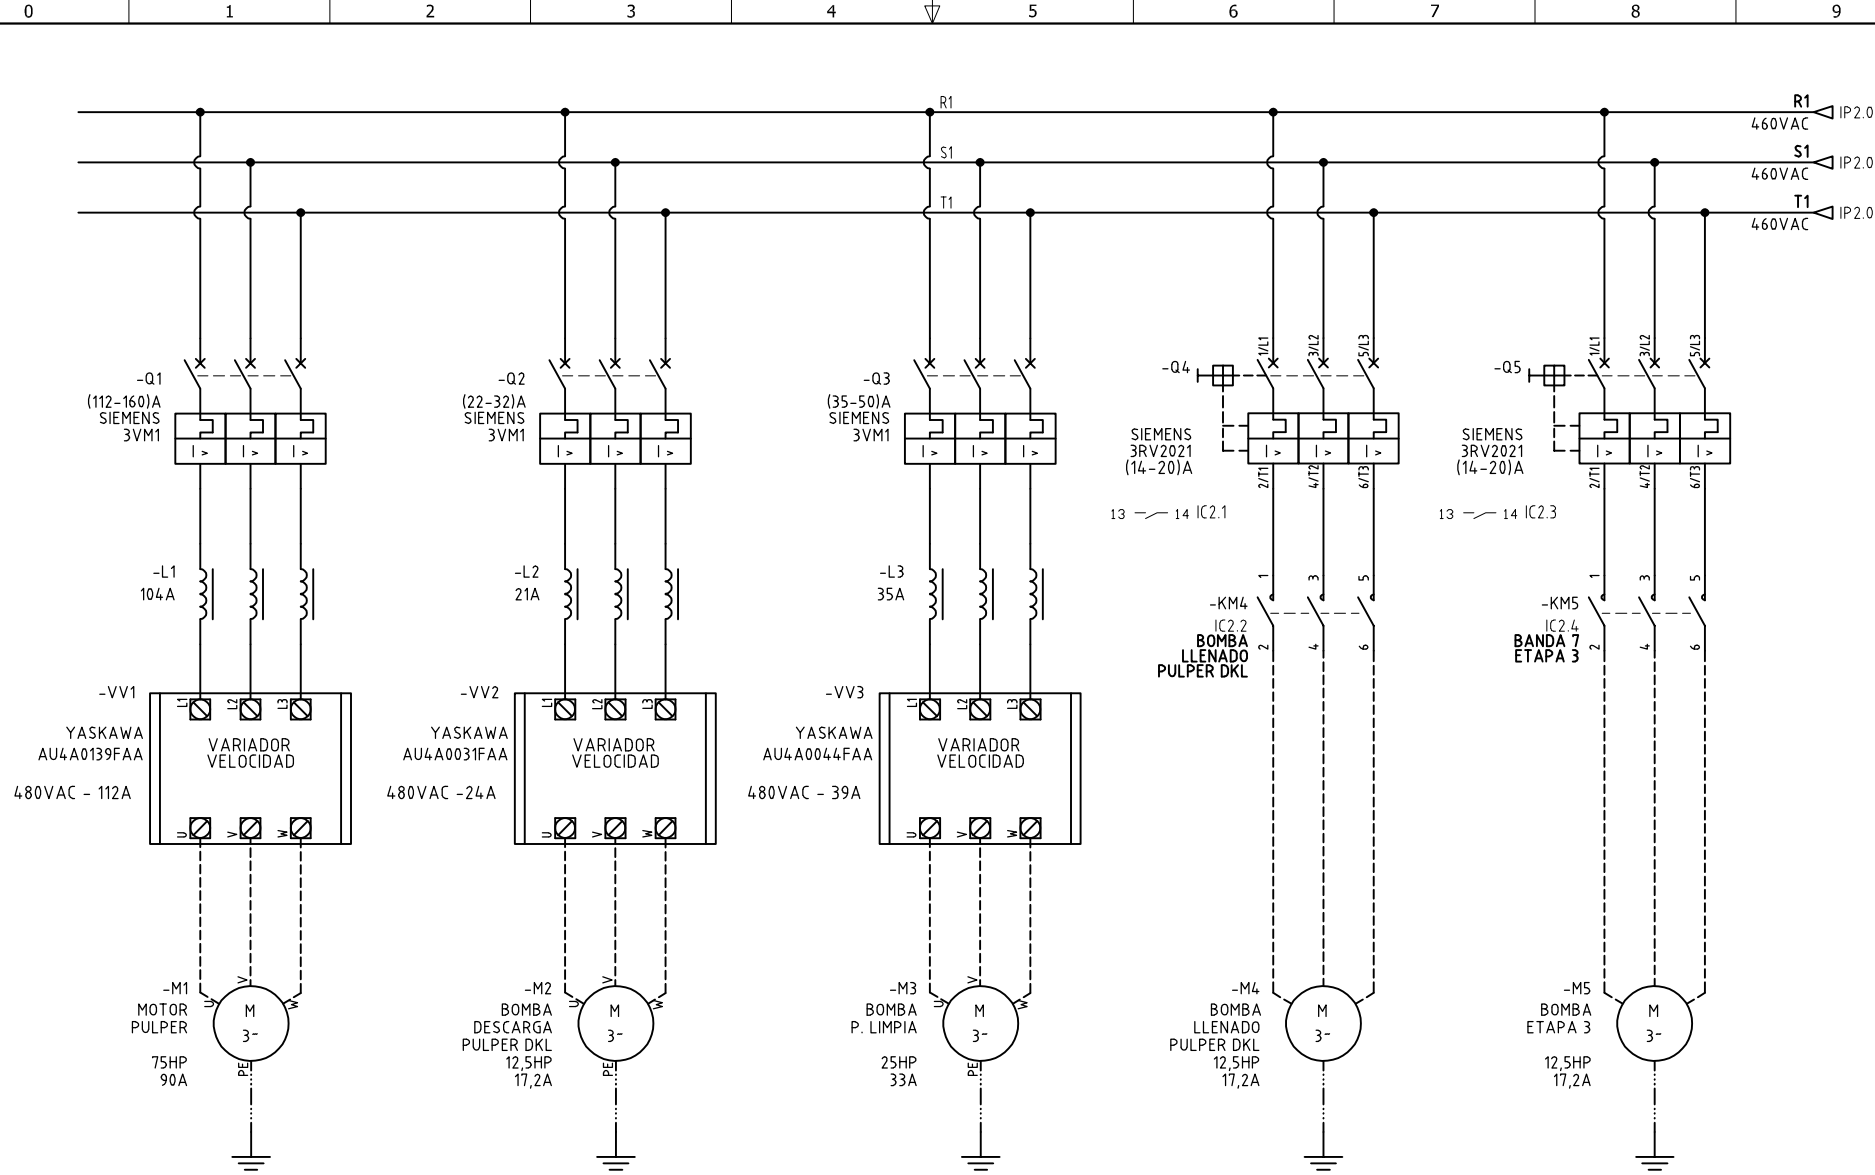 0 1 2 3 4 5 6 7 8 9
R1
R1
IP2.0
460VAC
S1
S1
IP2.0
460VAC
T1
T1
IP2.0
460VAC
-Q1
(112-160)A
SIEMENS
3VM1
I >
I >
I >
-L1
104A
-VV1
YASKAWA
AU4A0139FAA
480VAC - 112A
L1 L2 L3
VARIADOR
VELOCIDAD
U V W
-M1
MOTOR
PULPER
75HP
90A
U V W
M
3~
PE
-Q2
(22-32)A
SIEMENS
3VM1
I >
I >
I >
-L2
21A
-VV2
YASKAWA
AU4A0031FAA
480VAC -24A
L1 L2 L3
VARIADOR
VELOCIDAD
U V W
-M2
BOMBA
DESCARGA
PULPER DKL
12,5HP
17,2A
U V W
M
3~
PE
-Q3
(35-50)A
SIEMENS
3VM1
I >
I >
I >
-L3
35A
-VV3
YASKAWA
AU4A0044FAA
480VAC - 39A
L1 L2 L3
VARIADOR
VELOCIDAD
U V W
-M3
BOMBA
P. LIMPIA
25HP
33A
U V W
M
3~
PE
1/L1 3/L2 5/L3
-Q4
SIEMENS
3RV2021
(14-20)A
I >
I >
I >
2/T1 4/T2 6/T3
13 14 IC2.1
1 3 5
-KM4
IC2.2
BOMBA
LLENADO
PULPER DKL
2 4 6
-M4
BOMBA
LLENADO
PULPER DKL
12,5HP
17,2A
M
3~
1/L1 3/L2 5/L3
-Q5
SIEMENS
3RV2021
(14-20)A
I >
I >
I >
2/T1 4/T2 6/T3
13 14 IC2.3
1 3 5
-KM5
IC2.4
BANDA 7
ETAPA 3
2 4 6
-M5
BOMBA
ETAPA 3
12,5HP
17,2A
M
3~